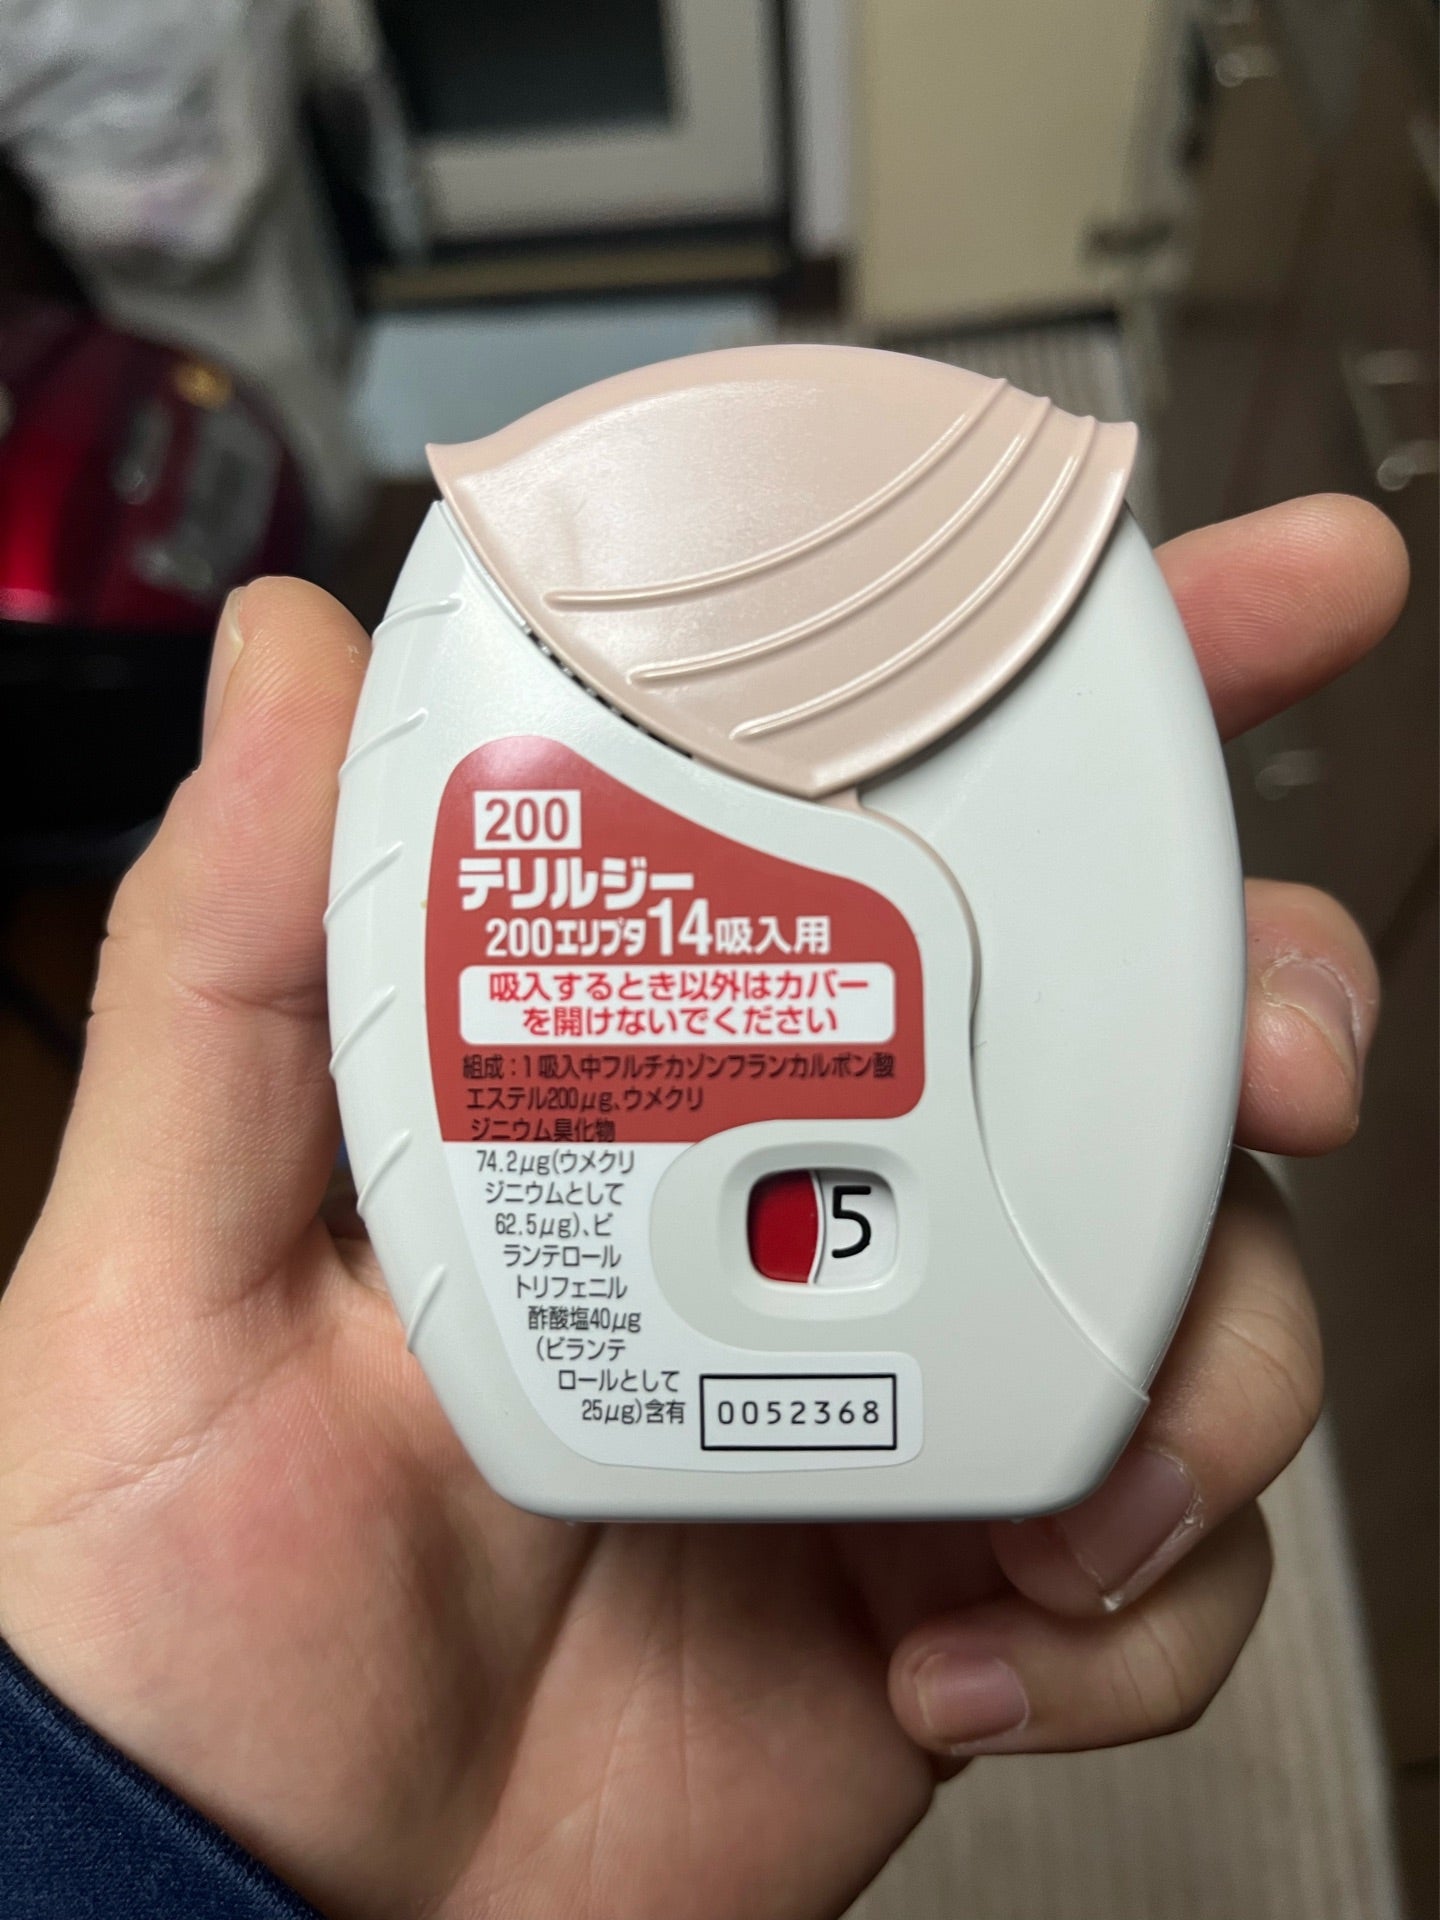 200
テリルジー
200エリプタ14吸入用
吸入するとき以外はカバー
を開けないでください
組成:1吸入中フルチカゾンフランカルボン酸
エステル200μg、ウメクリ
ジニウム臭化物
74.2μg(ウメクリ
ジニウムとして
62.5μg)、ビ
ランテロール
トリフェニル
酢酸塩40μg
(ビランテ
ロールとして
25μg)含有
5
0052368